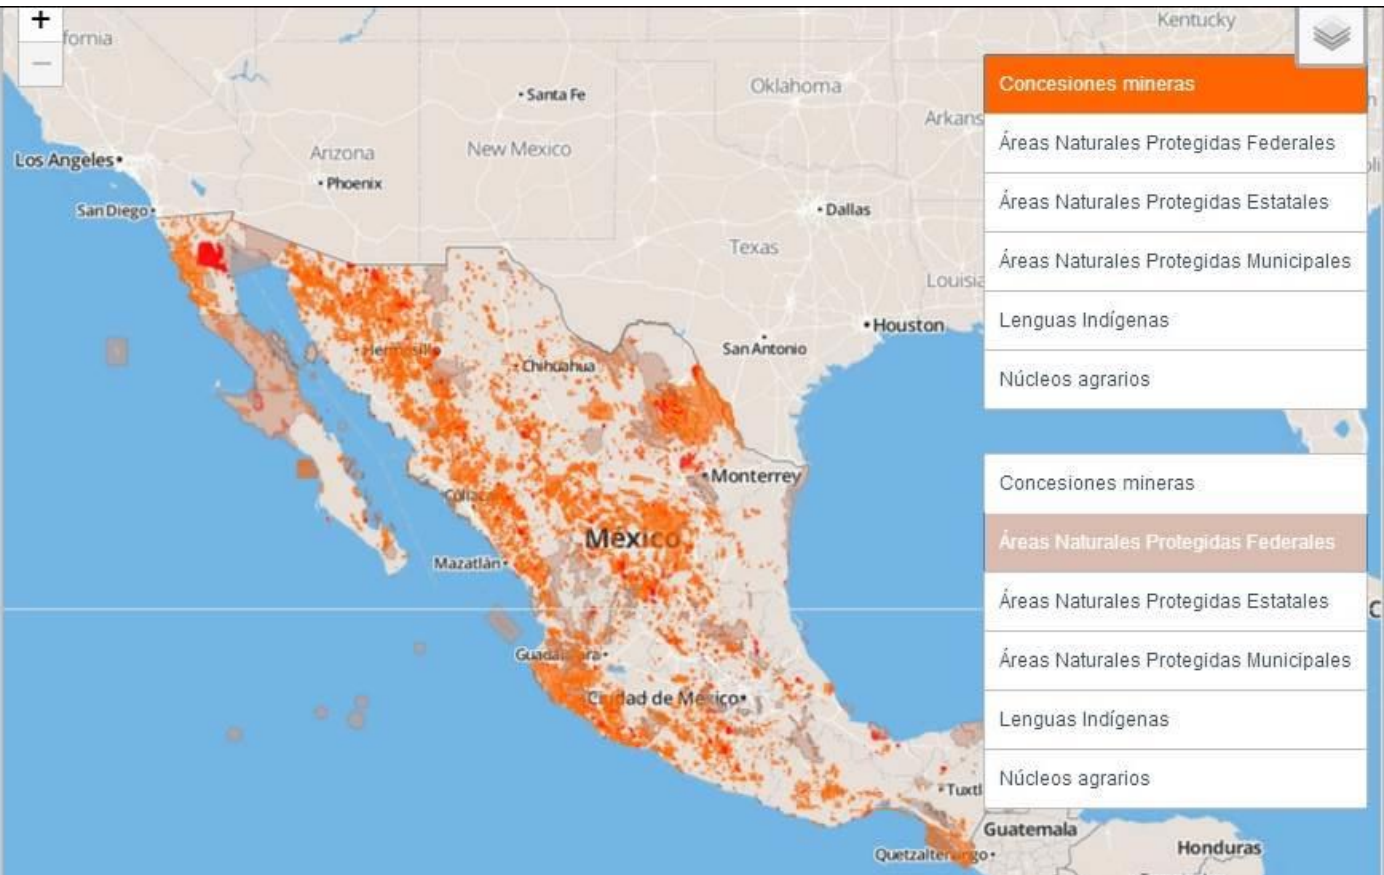 +
−
fornia
Kentucky
Oklahoma
Santa Fe
Arkans
Arizona
New Mexico
Los Angeles
Phoenix
San Diego
Dallas
Texas
Louisia
Houston
San Antonio
Hermosillo
Chihuahua
Monterrey
México
Mazatlán
Ciudad de México
Tuxtl
Guatemala
Quetzaltenango
Honduras
Concesiones mineras
Áreas Naturales Protegidas Federales
Áreas Naturales Protegidas Estatales
Áreas Naturales Protegidas Municipales
Lenguas Indígenas
Núcleos agrarios
Concesiones mineras
Áreas Naturales Protegidas Federales
Áreas Naturales Protegidas Estatales
Áreas Naturales Protegidas Municipales
Lenguas Indígenas
Núcleos agrarios